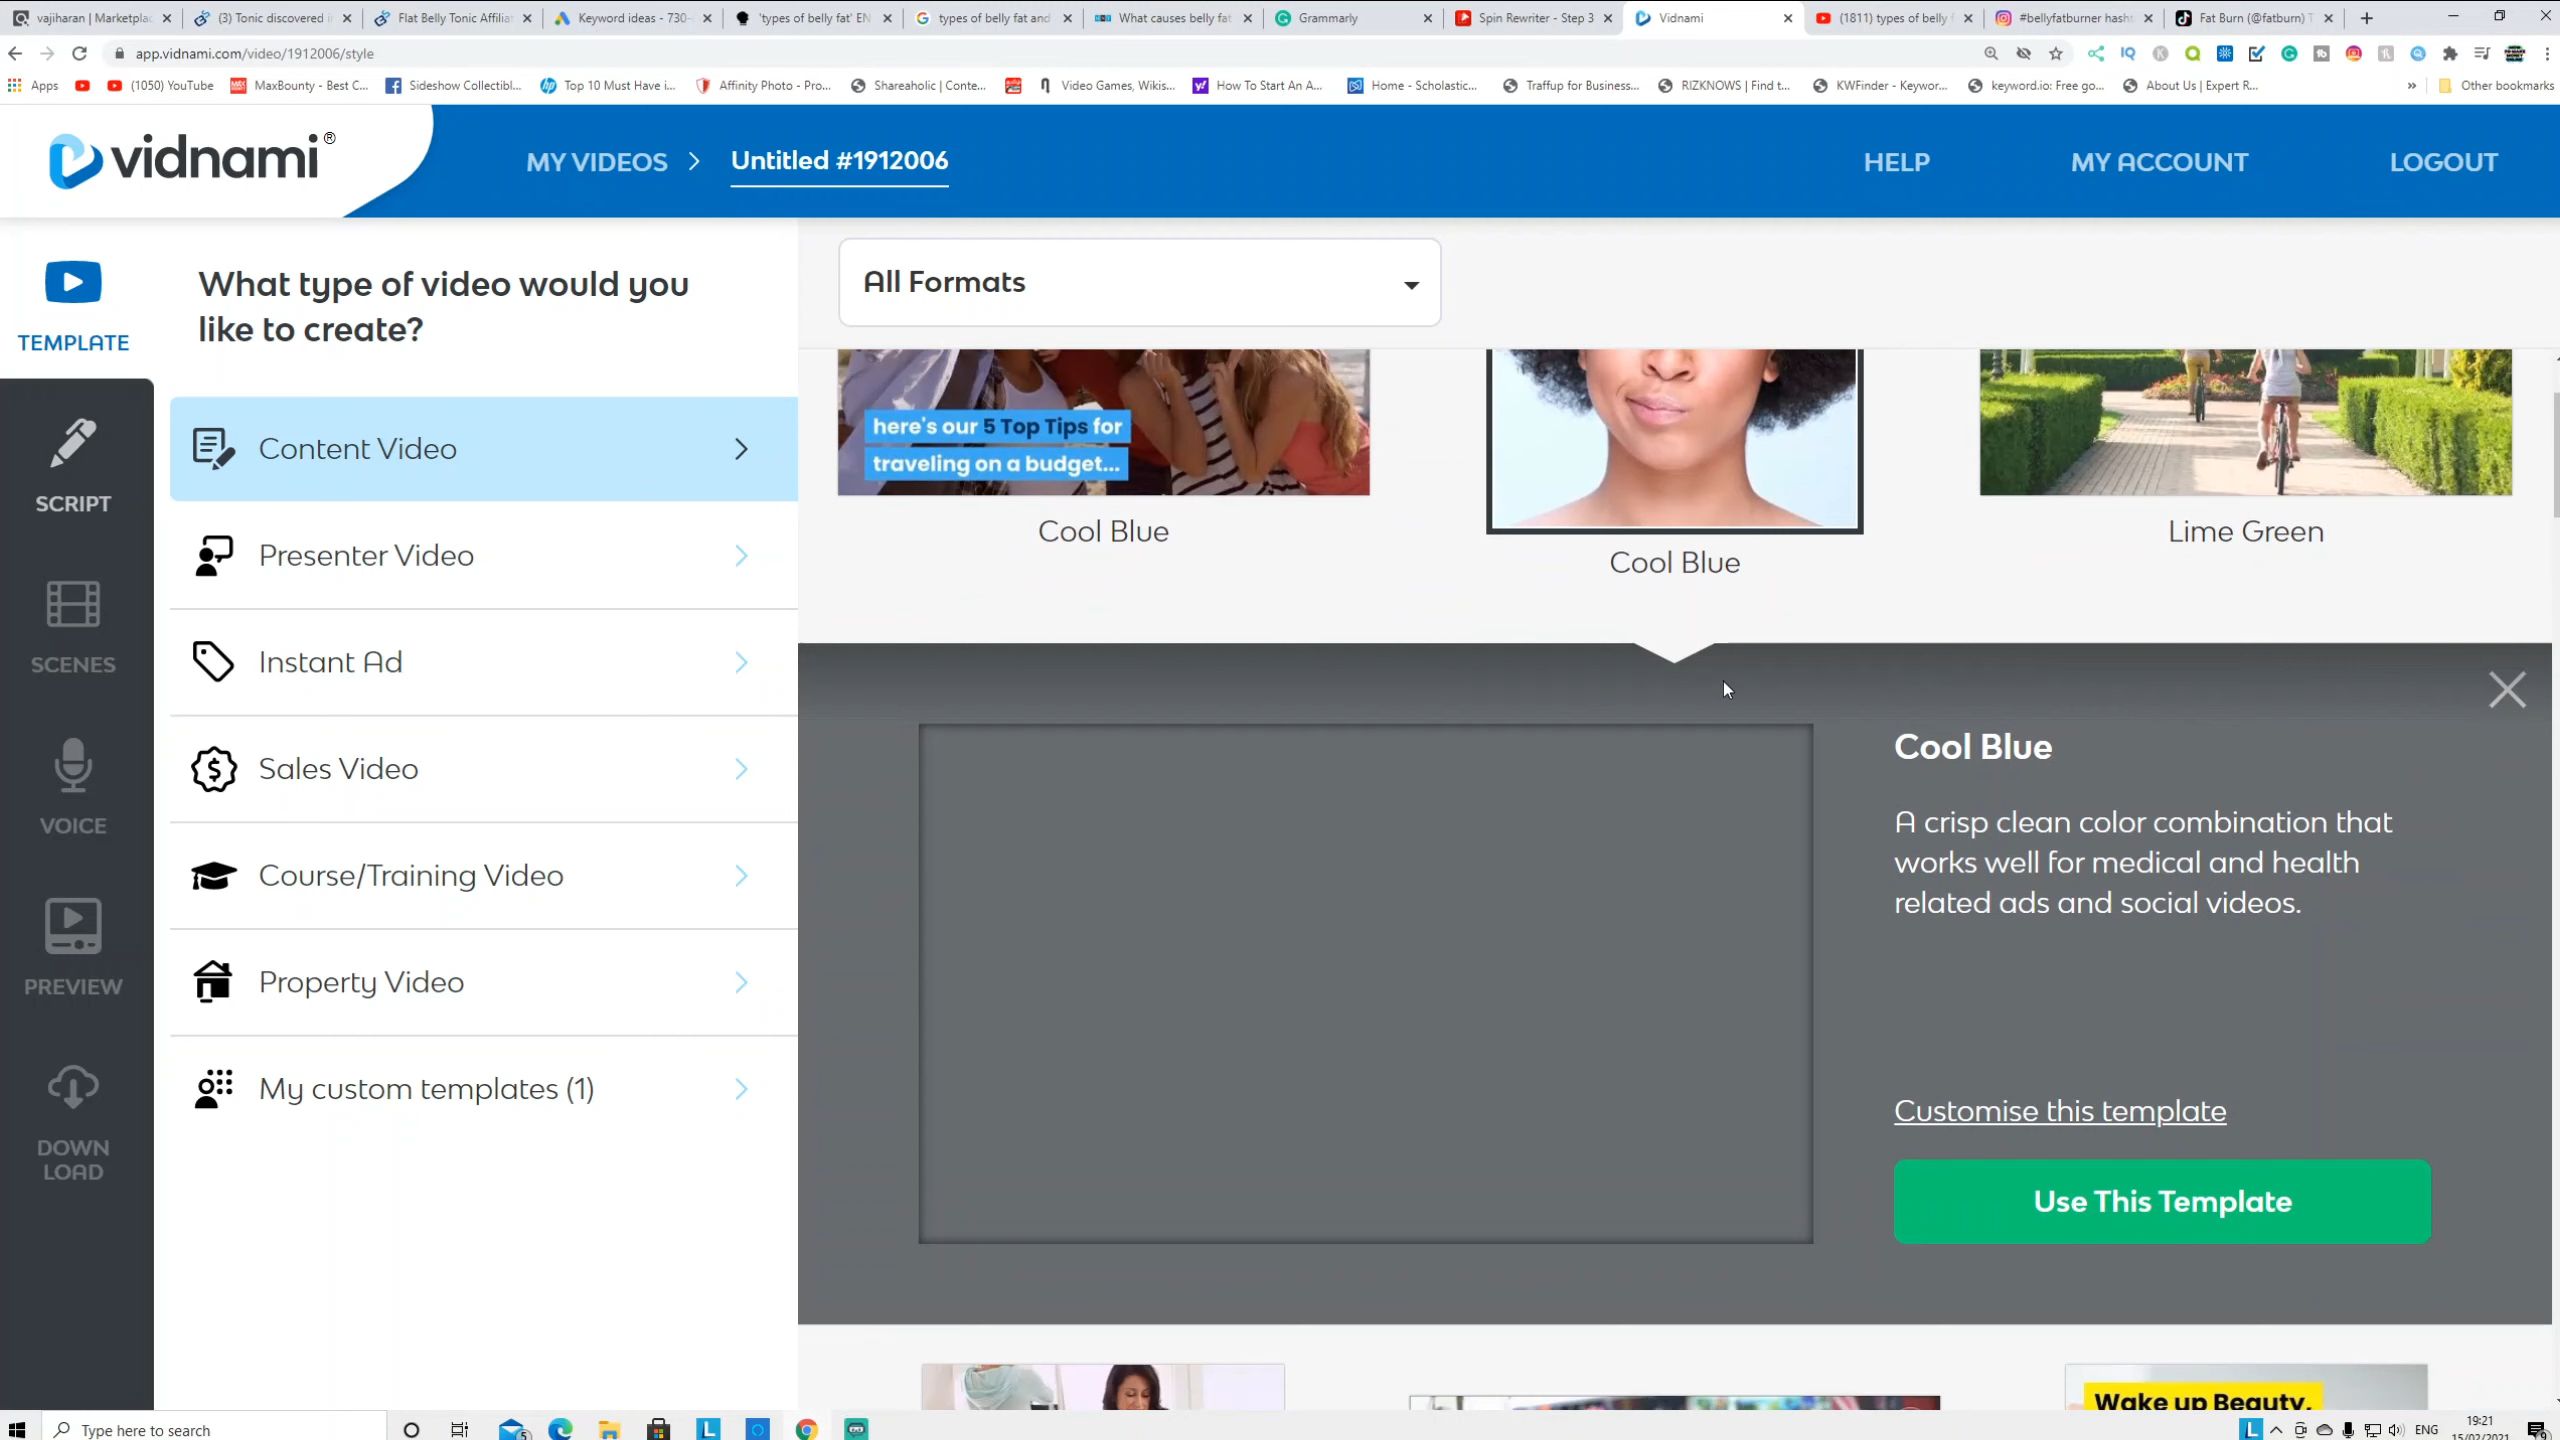 vajiharan | Marketplac
(3) Tonic discovered i
Flat Belly Tonic Affilia
Keyword ideas - 730-
'types of belly fat' EN
types of belly fat and
What causes belly fat
Grammarly
Spin Rewriter - Step 3
Vidnami
(1811) types of belly f
#bellyfatburner hasht
Fat Burn (@fatburn) T
app.vidnami.com/video/1912006/style
Apps
(1050) YouTube
MaxBounty - Best C...
Sideshow Collectibl...
Top 10 Must Have i...
Affinity Photo - Pro...
Shareaholic | Conte...
Video Games, Wikis...
How To Start An A...
Home - Scholastic...
Traffup for Business...
RIZKNOWS | Find t...
KWFinder - Keywor...
keyword.io: Free go...
About Us | Expert R...
»
Other bookmarks
vidnami®
MY VIDEOS > Untitled #1912006
HELP
MY ACCOUNT
LOGOUT
TEMPLATE
SCRIPT
SCENES
VOICE
PREVIEW
DOWN
LOAD
What type of video would you
like to create?
Content Video
Presenter Video
Instant Ad
Sales Video
Course/Training Video
Property Video
My custom templates (1)
All Formats
here's our 5 Top Tips for
traveling on a budget...
Cool Blue
Cool Blue
Lime Green
Cool Blue
A crisp clean color combination that
works well for medical and health
related ads and social videos.
Customise this template
Use This Template
Wake up Beauty.
Type here to search
ENG
19:21
15/02/2021